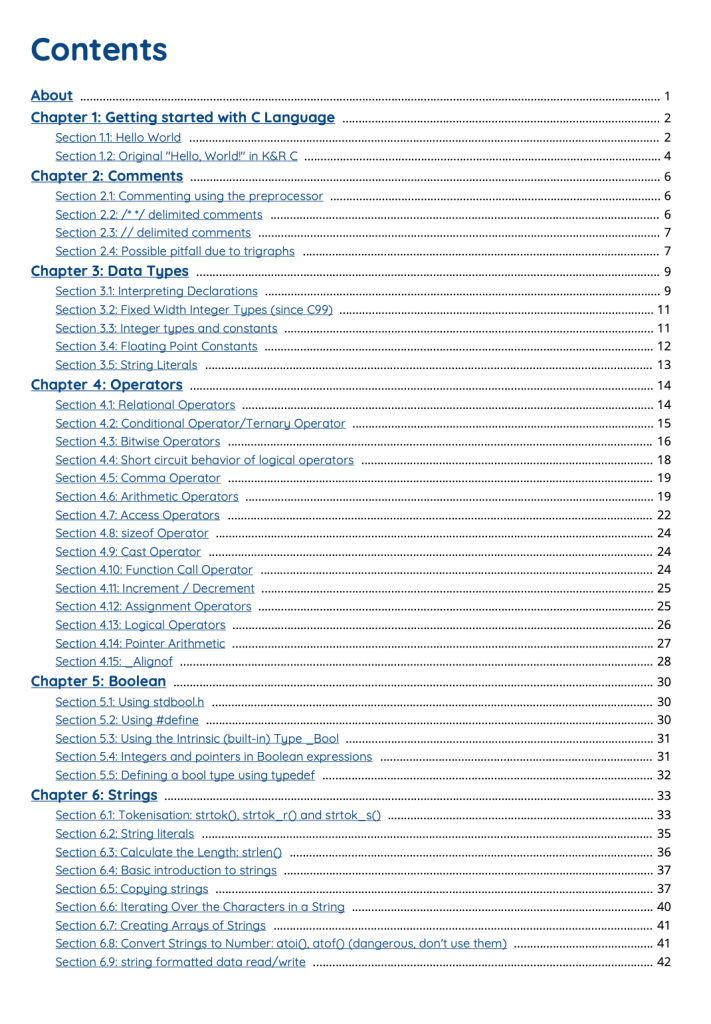 Contents
About ........ 1
Chapter 1: Getting started with C Language ........ 2
Section 1.1: Hello World ........ 2
Section 1.2: Original "Hello, World!" in K&R C ........ 4
Chapter 2: Comments ........ 6
Section 2.1: Commenting using the preprocessor ........ 6
Section 2.2: /* */ delimited comments ........ 6
Section 2.3: // delimited comments ........ 7
Section 2.4: Possible pitfall due to trigraphs ........ 7
Chapter 3: Data Types ........ 9
Section 3.1: Interpreting Declarations ........ 9
Section 3.2: Fixed Width Integer Types (since C99) ........ 11
Section 3.3: Integer types and constants ........ 11
Section 3.4: Floating Point Constants ........ 12
Section 3.5: String Literals ........ 13
Chapter 4: Operators ........ 14
Section 4.1: Relational Operators ........ 14
Section 4.2: Conditional Operator/Ternary Operator ........ 15
Section 4.3: Bitwise Operators ........ 16
Section 4.4: Short circuit behavior of logical operators ........ 18
Section 4.5: Comma Operator ........ 19
Section 4.6: Arithmetic Operators ........ 19
Section 4.7: Access Operators ........ 22
Section 4.8: sizeof Operator ........ 24
Section 4.9: Cast Operator ........ 24
Section 4.10: Function Call Operator ........ 24
Section 4.11: Increment / Decrement ........ 25
Section 4.12: Assignment Operators ........ 25
Section 4.13: Logical Operators ........ 26
Section 4.14: Pointer Arithmetic ........ 27
Section 4.15: _Alignof ........ 28
Chapter 5: Boolean ........ 30
Section 5.1: Using stdbool.h ........ 30
Section 5.2: Using #define ........ 30
Section 5.3: Using the Intrinsic (built-in) Type _Bool ........ 31
Section 5.4: Integers and pointers in Boolean expressions ........ 31
Section 5.5: Defining a bool type using typedef ........ 32
Chapter 6: Strings ........ 33
Section 6.1: Tokenisation: strtok(), strtok_r() and strtok_s() ........ 33
Section 6.2: String literals ........ 35
Section 6.3: Calculate the Length: strlen() ........ 36
Section 6.4: Basic introduction to strings ........ 37
Section 6.5: Copying strings ........ 37
Section 6.6: Iterating Over the Characters in a String ........ 40
Section 6.7: Creating Arrays of Strings ........ 41
Section 6.8: Convert Strings to Number: atoi(), atof() (dangerous, don't use them) ........ 41
Section 6.9: string formatted data read/write ........ 42